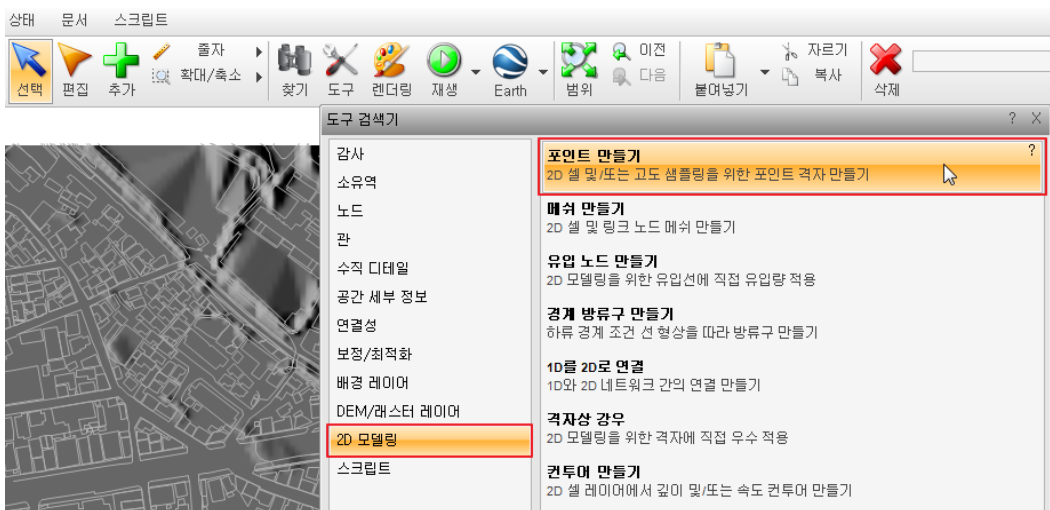 상태 문서 스크립트
줄자 이전 자르기
확대/축소 다음 복사
선택 편집 추가 찾기 도구 렌더링 재생 Earth 범위 붙여넣기 삭제
도구 검색기 ? X
감사
소유역
노드
관
수직 디테일
공간 세부 정보
연결성
보정/최적화
배경 레이어
DEM/래스터 레이어
2D 모델링
스크립트
포인트 만들기 ?
2D 셀 및/또는 고도 샘플링을 위한 포인트 격자 만들기
메쉬 만들기
2D 셀 및 링크 노드 메쉬 만들기
유입 노드 만들기
2D 모델링을 위한 유입선에 직접 유입량 적용
경계 방류구 만들기
하류 경계 조건 선 형상을 따라 방류구 만들기
1D를 2D로 연결
1D와 2D 네트워크 간의 연결 만들기
격자상 강우
2D 모델링을 위한 격자에 직접 우수 적용
컨투어 만들기
2D 셀 레이어에서 깊이 및/또는 속도 컨투어 만들기